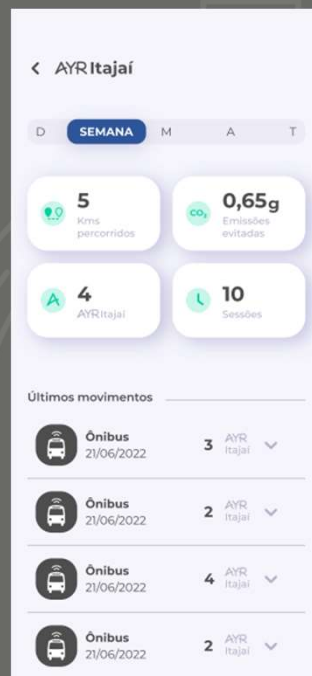 AYR Itajaí
D SEMANA M A T
5
Kms
percorridos
CO₂
0,65g
Emissões
evitadas
4
AYR Itajaí
10
Sessões
Últimos movimentos
Ônibus
21/06/2022
3 AYR
Itajaí
Ônibus
21/06/2022
2 AYR
Itajaí
Ônibus
21/06/2022
4 AYR
Itajaí
Ônibus
21/06/2022
2 AYR
Itajaí